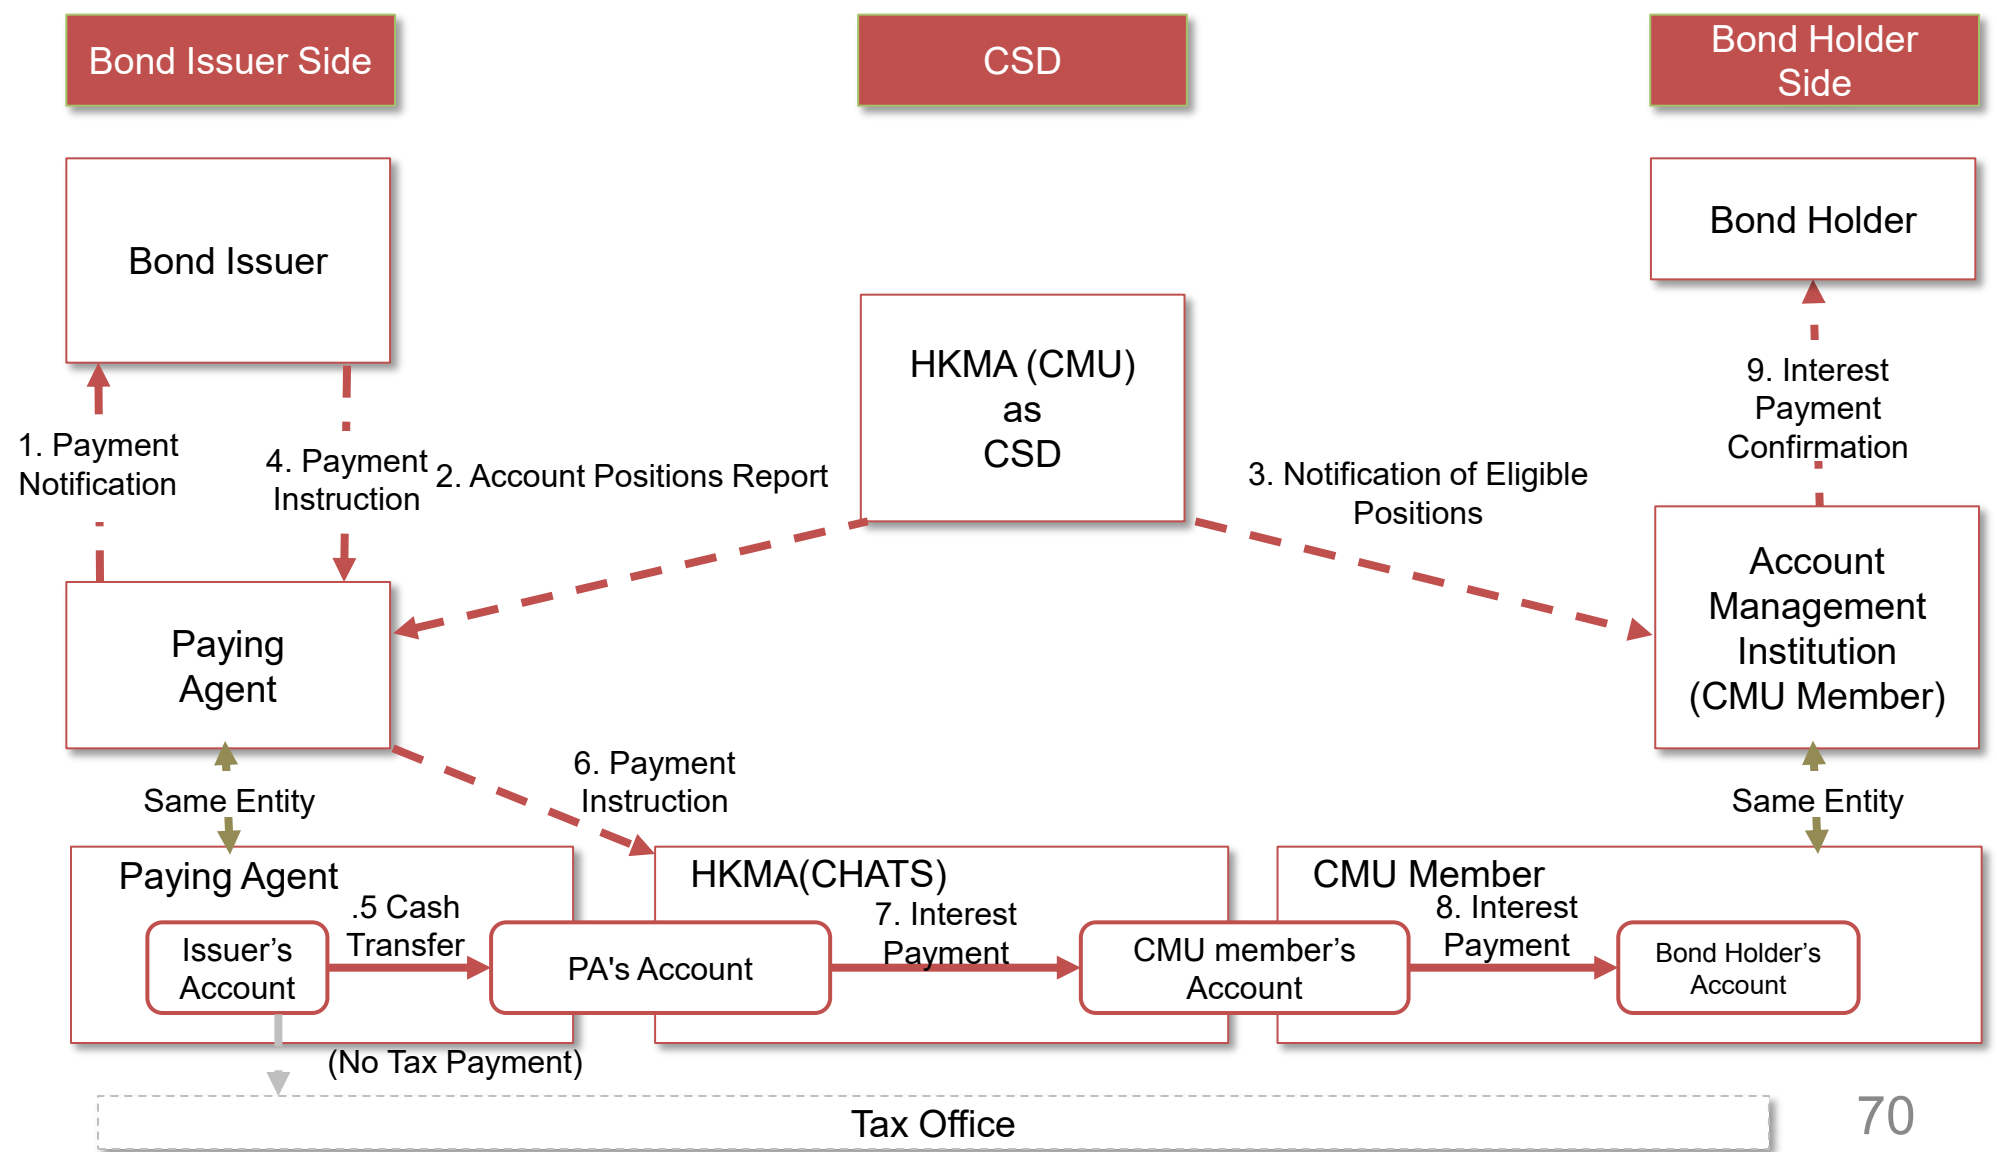 Bond Issuer Side
CSD
Bond Holder
Side
Bond Issuer
Bond Holder
HKMA (CMU)
as
CSD
1. Payment
Notification
4. Payment
Instruction
2. Account Positions Report
3. Notification of Eligible
Positions
9. Interest
Payment
Confirmation
Paying
Agent
Account
Management
Institution
(CMU Member)
6. Payment
Instruction
Same Entity
Same Entity
Paying Agent
HKMA(CHATS)
CMU Member
.5 Cash
Transfer
7. Interest
Payment
8. Interest
Payment
Issuer’s
Account
PA's Account
CMU member’s
Account
Bond Holder’s
Account
(No Tax Payment)
Tax Office
70